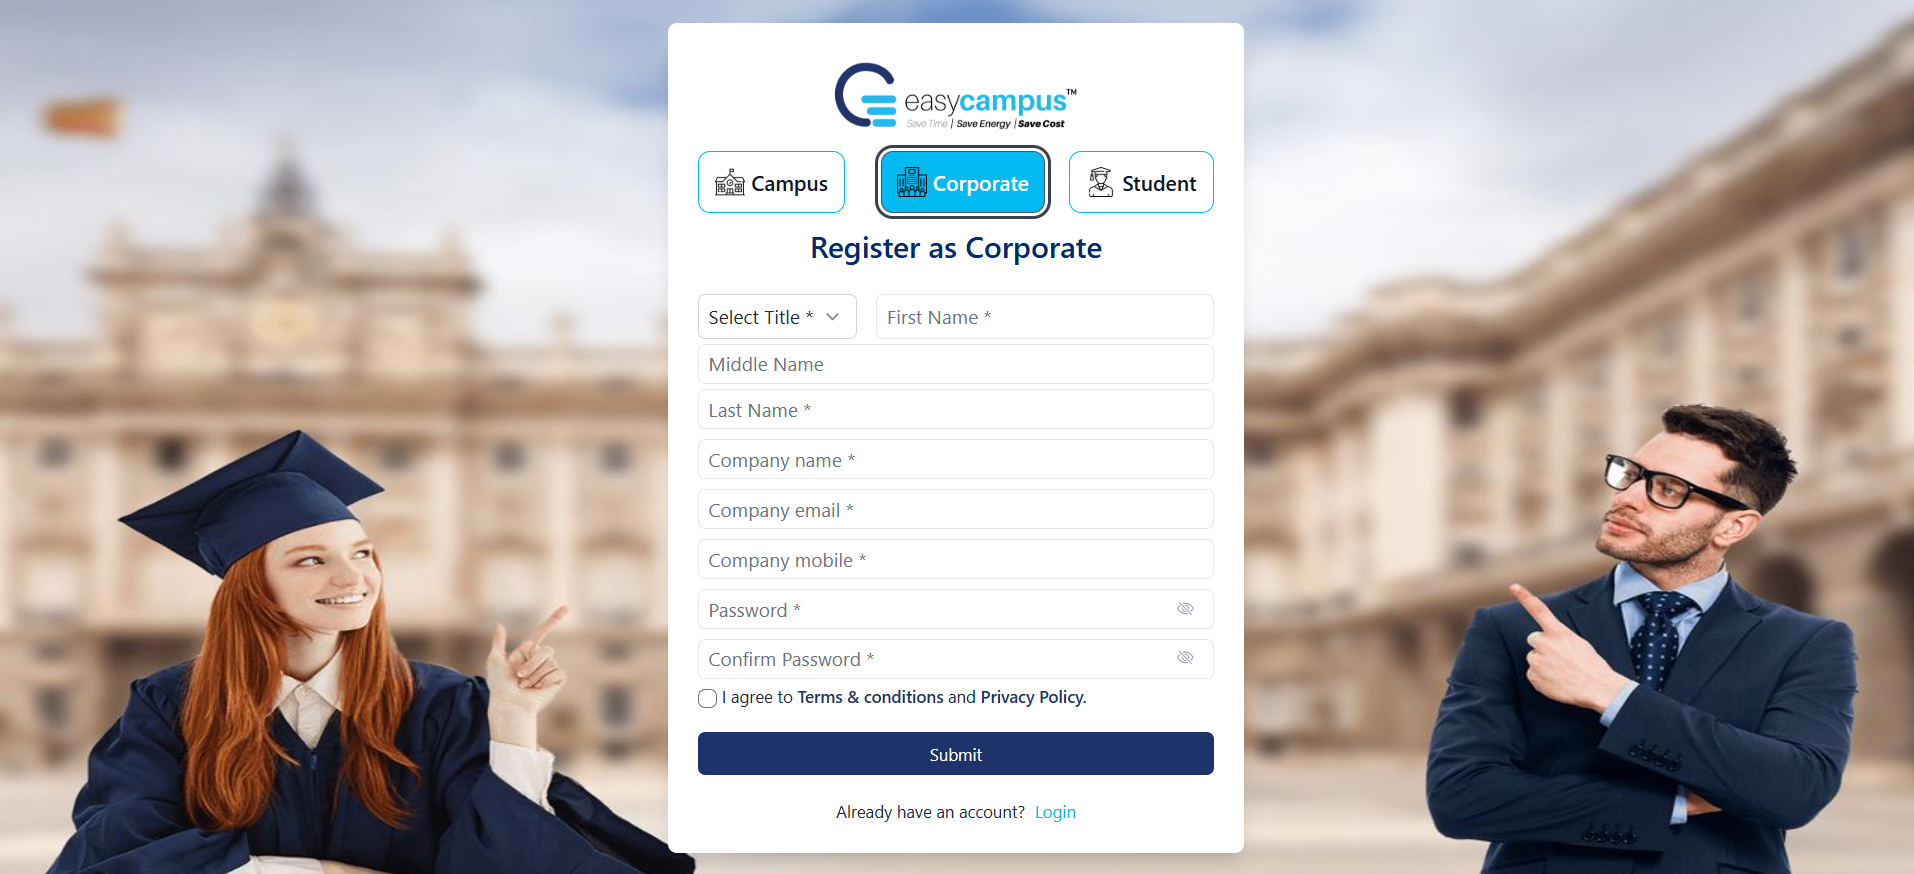 easycampus™
Save Time | Save Energy | Save Cost
Campus
Corporate
Student
Register as Corporate
Select Title *
First Name *
Middle Name
Last Name *
Company name *
Company email *
Company mobile *
Password *
Confirm Password *
I agree to Terms & conditions and Privacy Policy.
Submit
Already have an account? Login